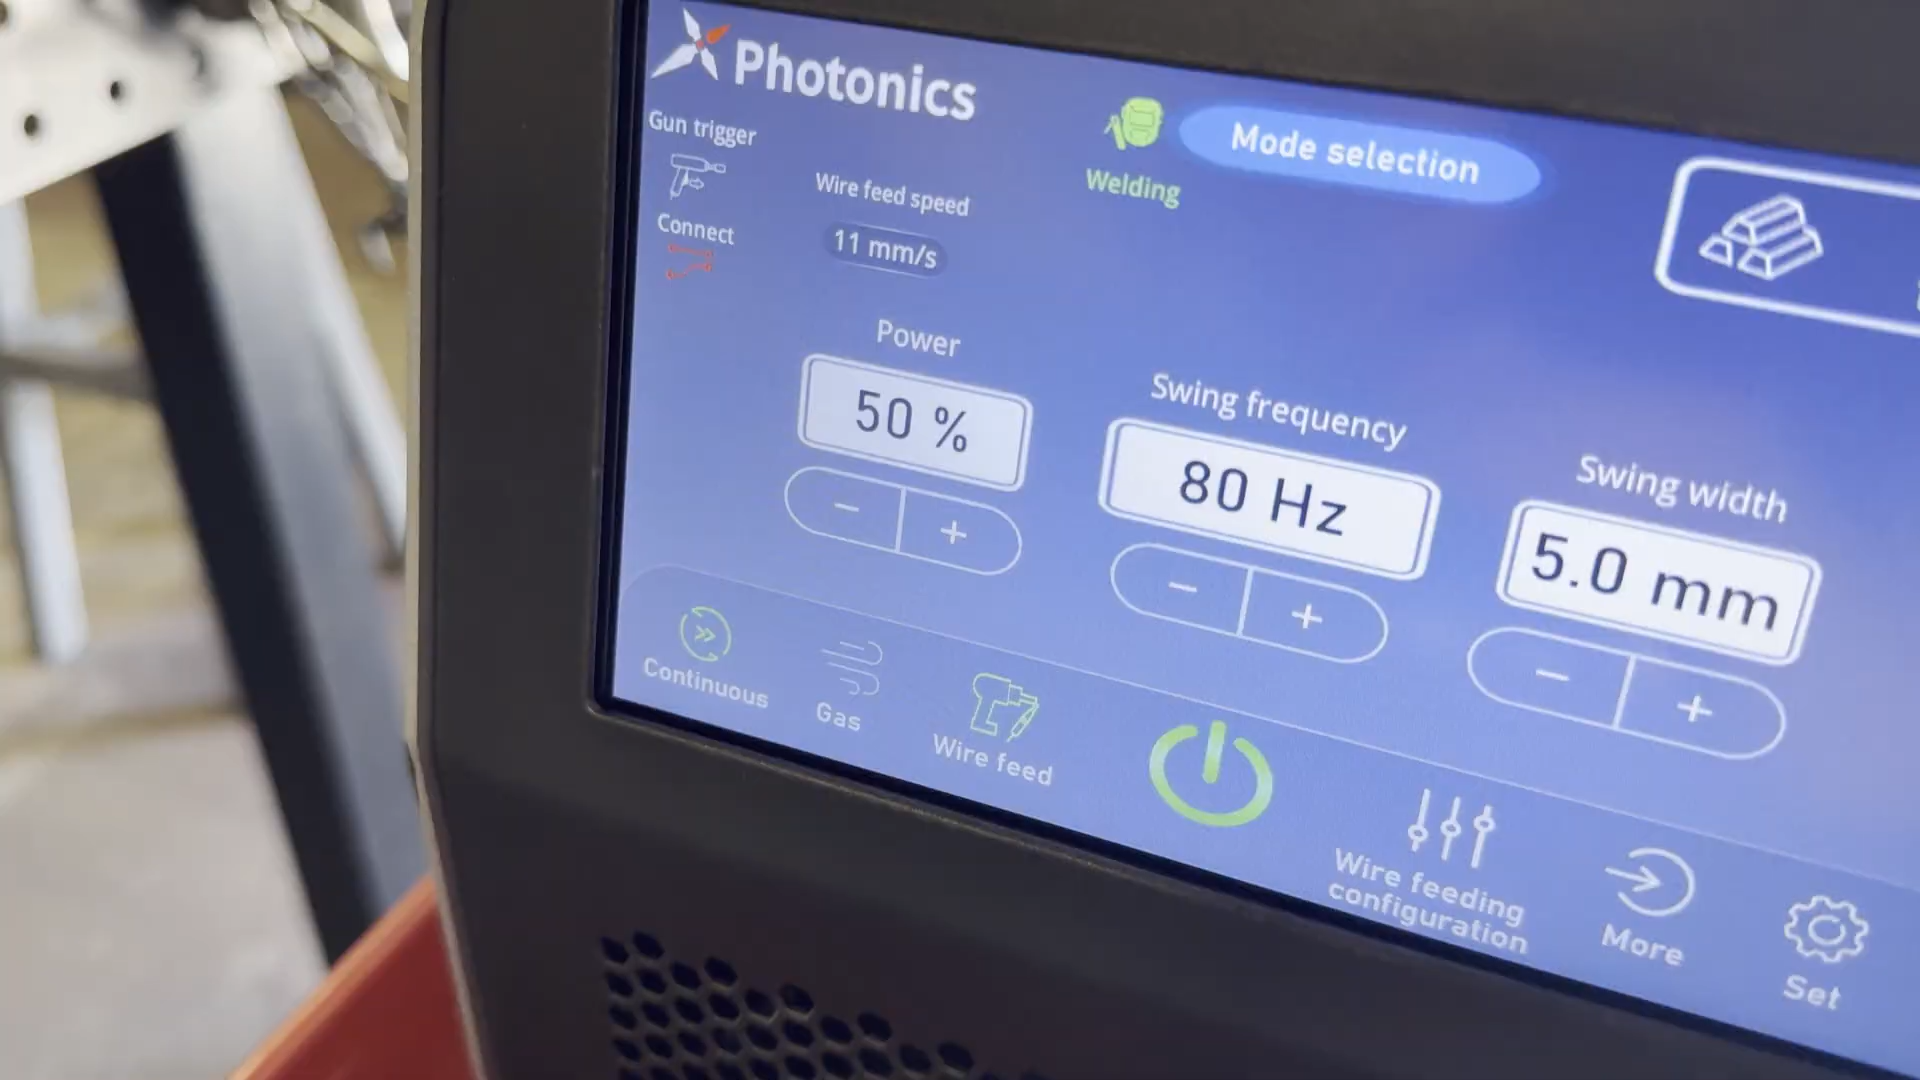 Photonics
Gun trigger
Connect
Wire feed speed
11 mm/s
Welding
Mode selection
Power
50 %
Swing frequency
80 Hz
Swing width
5.0 mm
Continuous
Gas
Wire feed
Wire feeding
configuration
More
Set